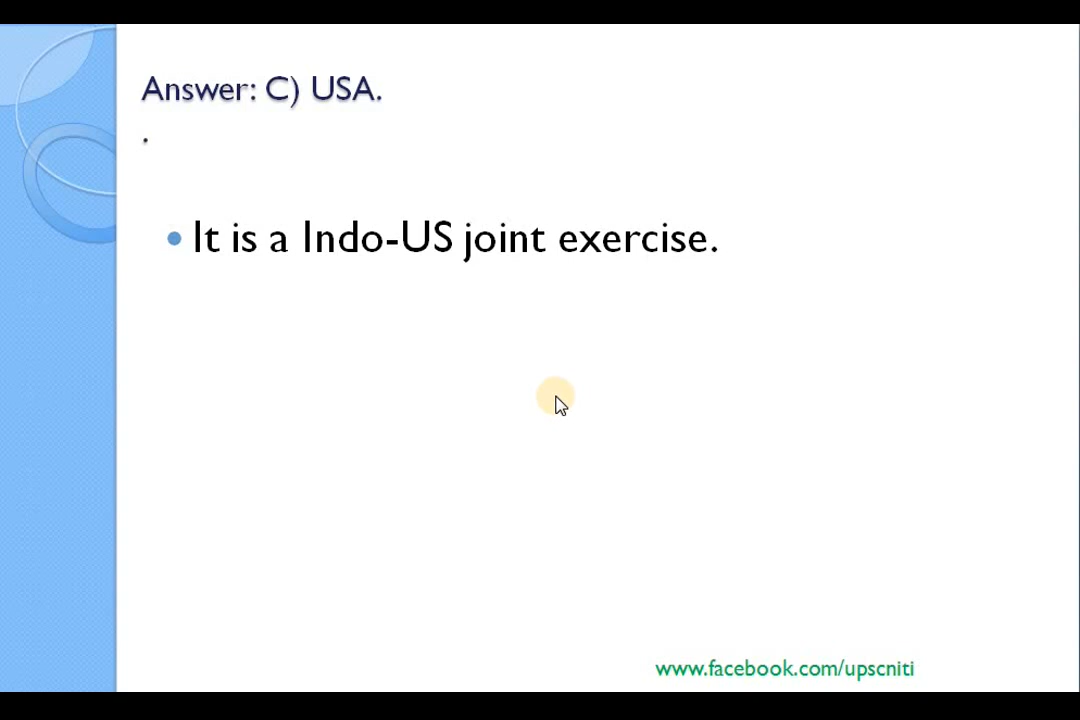 Answer: C) USA.
.
• It is a Indo-US joint exercise.
www.facebook.com/upscniti